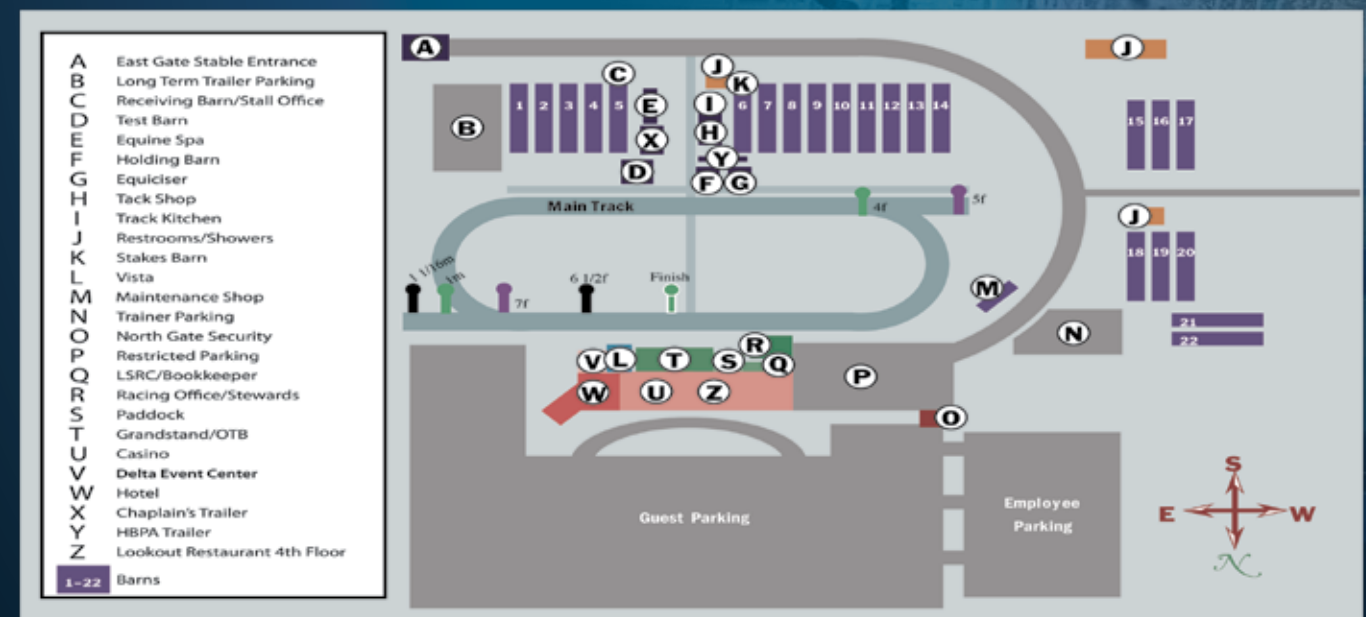 A East Gate Stable Entrance
B Long Term Trailer Parking
C Receiving Barn/Stall Office
D Test Barn
E Equine Spa
F Holding Barn
G Equiciser
H Tack Shop
I Track Kitchen
J Restrooms/Showers
K Stakes Barn
L Vista
M Maintenance Shop
N Trainer Parking
O North Gate Security
P Restricted Parking
Q LSRC/Bookkeeper
R Racing Office/Stewards
S Paddock
T Grandstand/OTB
U Casino
V Delta Event Center
W Hotel
X Chaplain's Trailer
Y HBPA Trailer
Z Lookout Restaurant 4th Floor
1-22 Barns
A
J
C
J
K
B
1 2 3 4 5
E
I
6 7 8 9 10 11 12 13 14
15 16 17
X
H
Y
D
F G
Main Track
4f
5f
J
18 19 20
1 1/16m
1m
7f
6 1/2f
Finish
M
21
22
N
V L T S R Q
P
W U Z
O
Guest Parking
Employee
Parking
S
E W
N